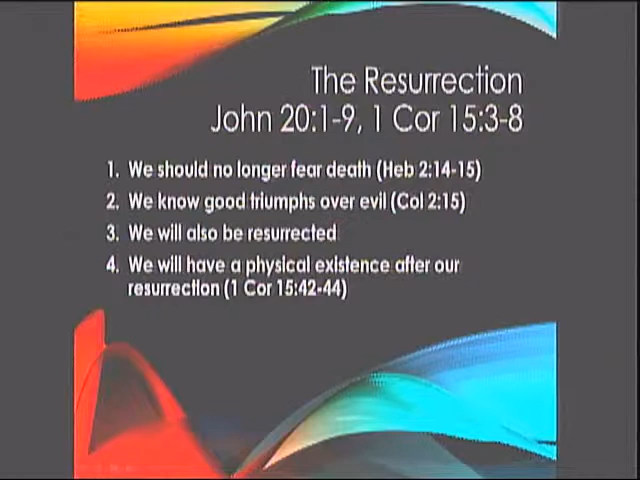 The Resurrection
John 20:1-9, 1 Cor 15:3-8
1. We should no longer fear death (Heb 2:14-15)
2. We know good triumphs over evil (Col 2:15)
3. We will also be resurrected
4. We will have a physical existence after our
resurrection (1 Cor 15:42-44)